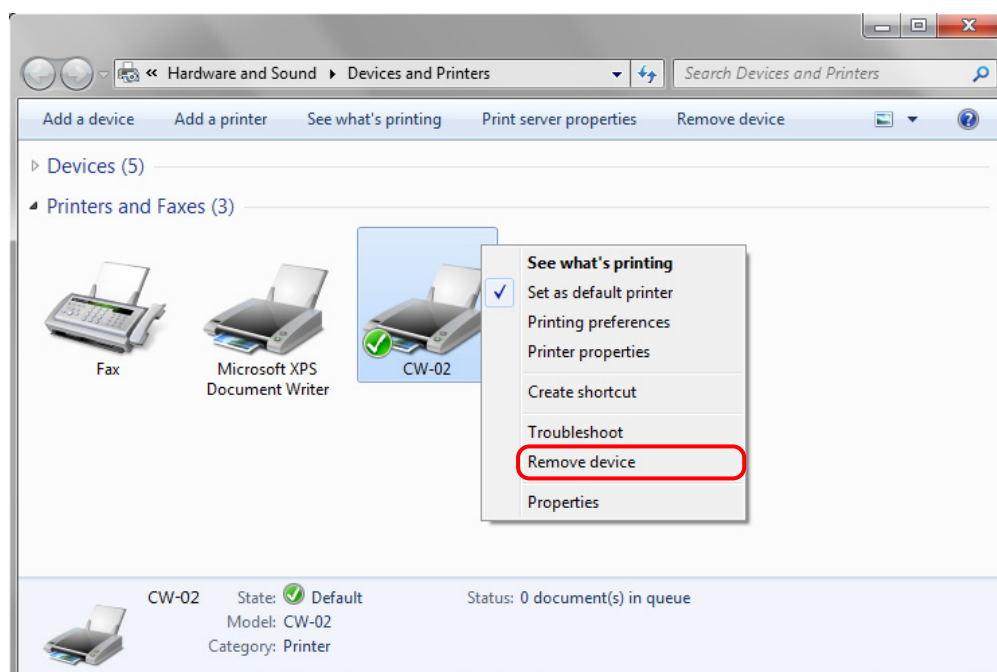 « Hardware and Sound ▸ Devices and Printers
Search Devices and Printers
Add a device Add a printer See what's printing Print server properties Remove device
Devices (5)
Printers and Faxes (3)
Fax
Microsoft XPS
Document Writer
CW-02
See what's printing
Set as default printer
Printing preferences
Printer properties
Create shortcut
Troubleshoot
Remove device
Properties
CW-02 State: Default Status: 0 document(s) in queue
Model: CW-02
Category: Printer